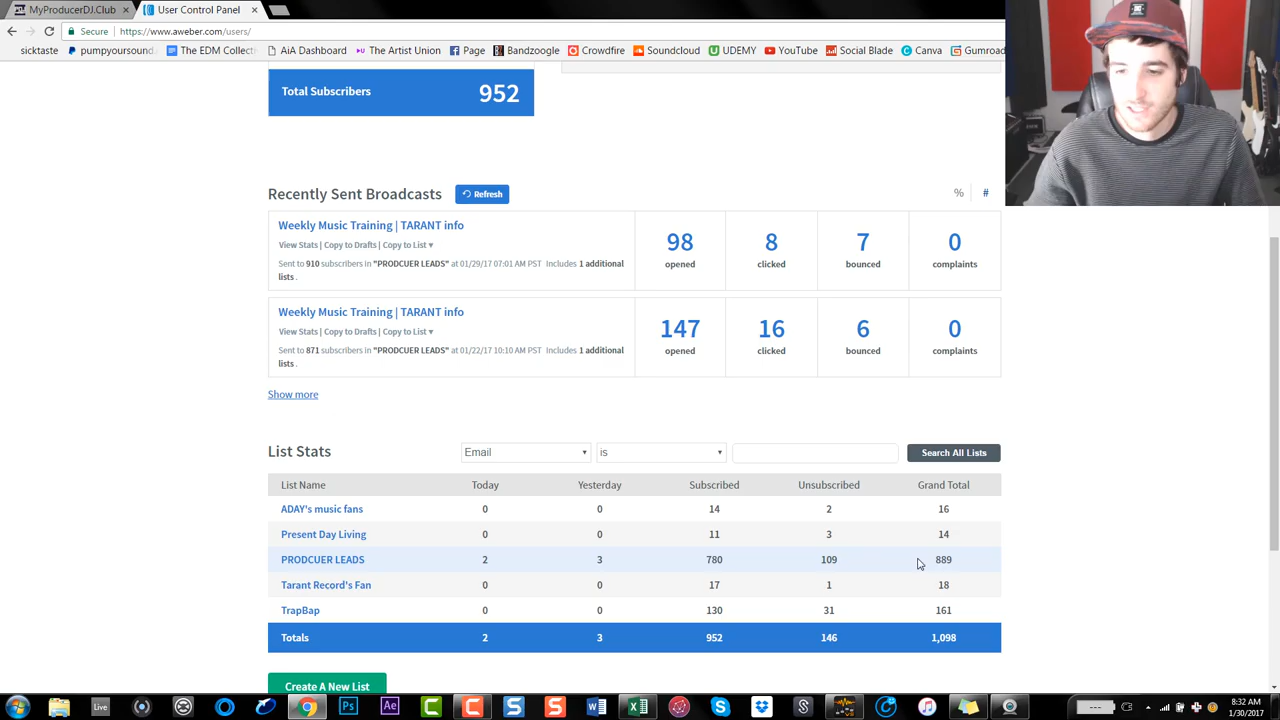 MyProducerDJ.Club
User Control Panel
Secure https://www.aweber.com/users/
sicktaste pumpyoursound. The EDM Collecti AiA Dashboard The Artist Union Page Bandzoogle Crowdfire Soundcloud UDEMY YouTube Social Blade Canva Gumroad
Total Subscribers 952
Recently Sent Broadcasts Refresh % #
Weekly Music Training | TARANT info
View Stats | Copy to Drafts | Copy to List ▾
Sent to 910 subscribers in "PRODCUER LEADS" at 01/29/17 07:01 AM PST Includes 1 additional
lists .
98 8 7 0
opened clicked bounced complaints
Weekly Music Training | TARANT info
View Stats | Copy to Drafts | Copy to List ▾
Sent to 871 subscribers in "PRODCUER LEADS" at 01/22/17 10:10 AM PST Includes 1 additional
lists .
147 16 6 0
opened clicked bounced complaints
Show more
List Stats Email is Search All Lists
List Name Today Yesterday Subscribed Unsubscribed Grand Total
ADAY's music fans 0 0 14 2 16
Present Day Living 0 0 11 3 14
PRODCUER LEADS 2 3 780 109 889
Tarant Record's Fan 0 0 17 1 18
TrapBap 0 0 130 31 161
Totals 2 3 952 146 1,098
Create A New List
Live Ps Ae
8:32 AM
1/30/2017